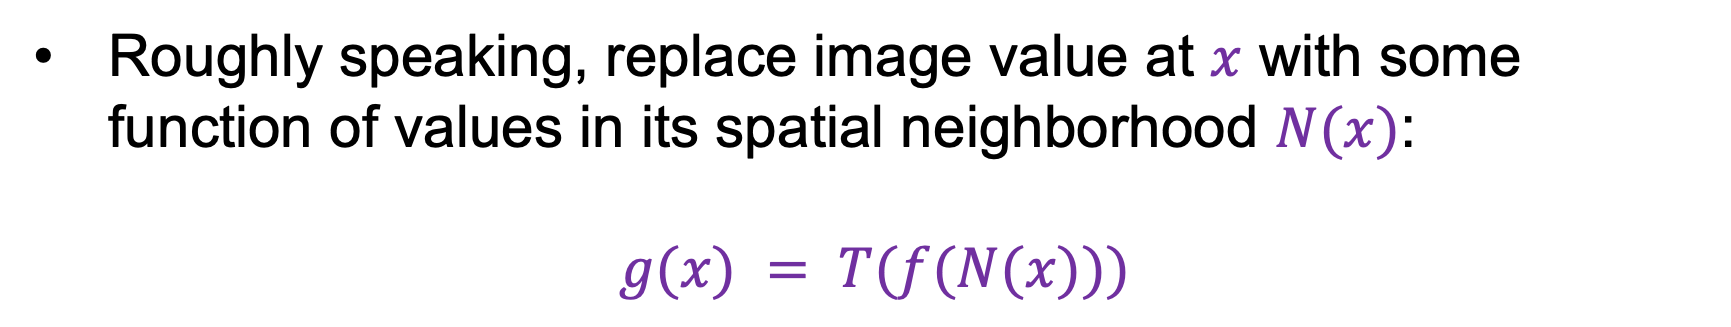 • Roughly speaking, replace image value at x with some
function of values in its spatial neighborhood N(x):
g(x) = T(f(N(x)))